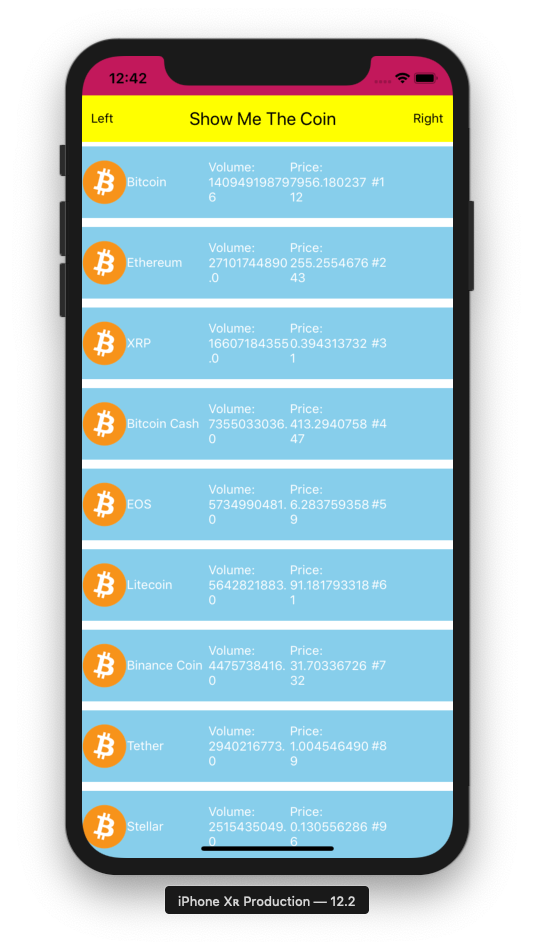 12:42
Left Show Me The Coin Right
Volume: Price:
Bitcoin 140949198797956.180237 #1
6 12
Volume: Price:
Ethereum 27101744890 255.2554676 #2
.0 43
Volume: Price:
XRP 16607184355 0.394313732 #3
.0 1
Volume: Price:
Bitcoin Cash 7355033036. 413.2940758 #4
0 47
Volume: Price:
EOS 5734990481. 6.283759358 #5
0 9
Volume: Price:
Litecoin 5642821883. 91.181793318 #6
0 1
Volume: Price:
Binance Coin 4475738416. 31.70336726 #7
0 32
Volume: Price:
Tether 2940216773. 1.004546490 #8
0 9
Volume: Price:
Stellar 2515435049. 0.130556286 #9
0 6
iPhone Xʀ Production — 12.2